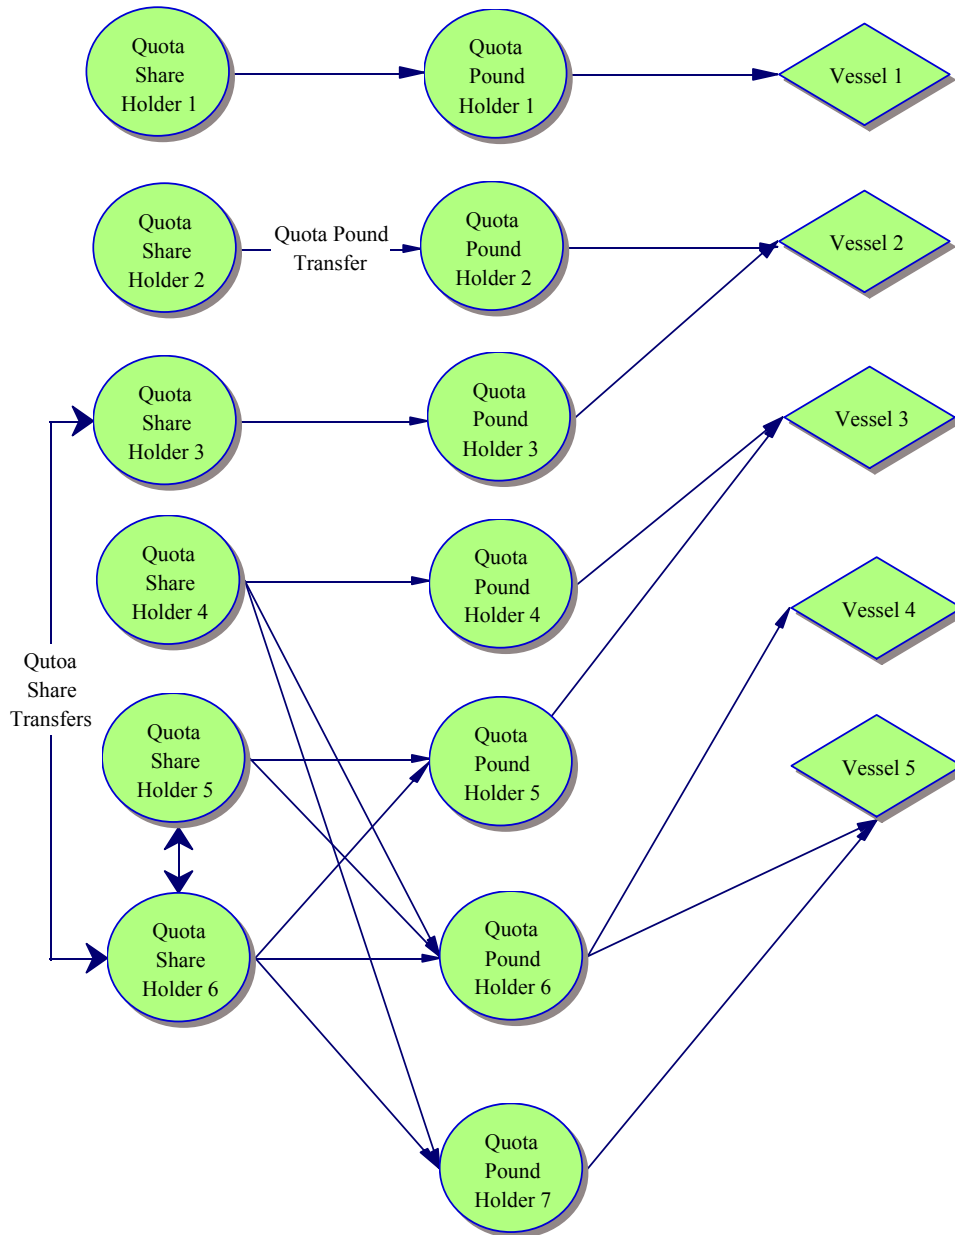 Quota
Share
Holder 1
Quota
Pound
Holder 1
Vessel 1
Quota
Share
Holder 2
Quota Pound
Transfer
Quota
Pound
Holder 2
Vessel 2
Quota
Share
Holder 3
Quota
Pound
Holder 3
Vessel 3
Quota
Share
Holder 4
Quota
Pound
Holder 4
Vessel 4
Qutoa
Share
Transfers
Quota
Share
Holder 5
Quota
Pound
Holder 5
Vessel 5
Quota
Share
Holder 6
Quota
Pound
Holder 6
Quota
Pound
Holder 7